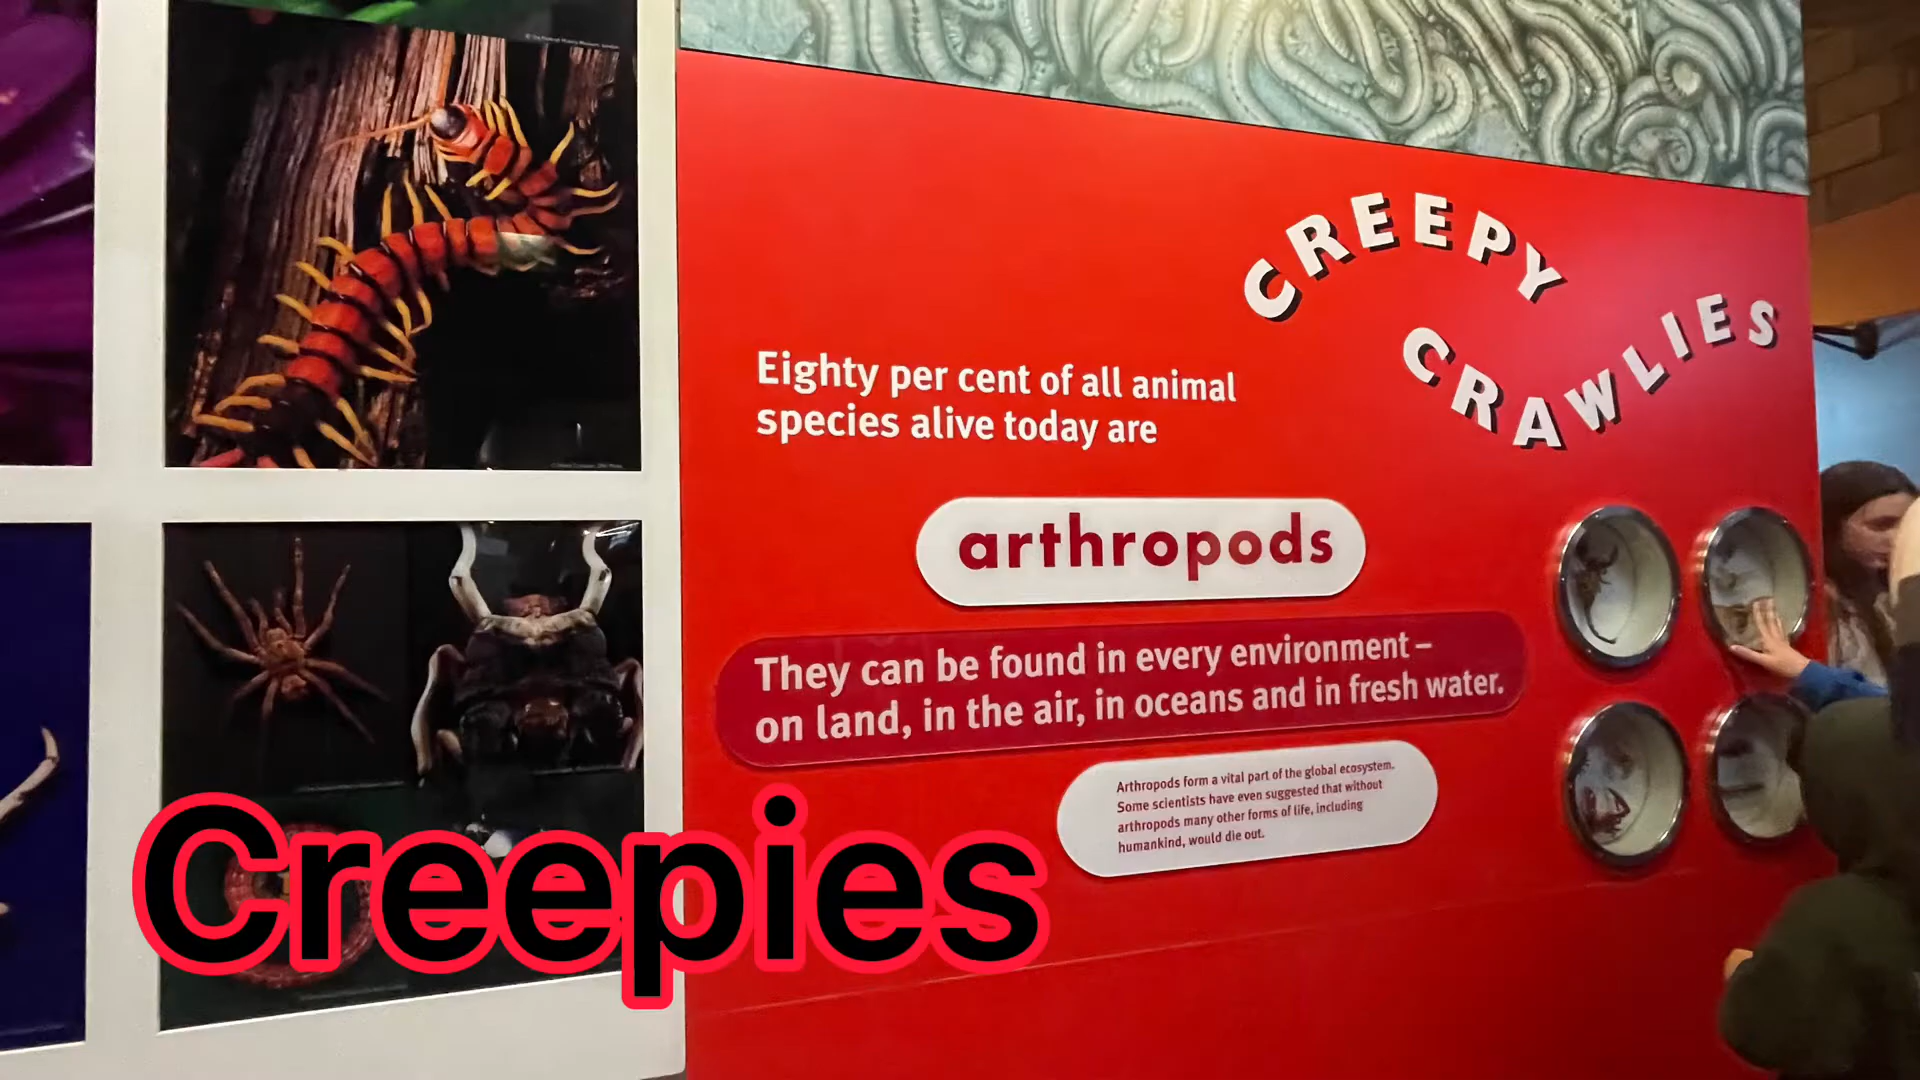 CREEPY
CRAWLIES
Eighty per cent of all animal
species alive today are
arthropods
They can be found in every environment –
on land, in the air, in oceans and in fresh water.
Arthropods form a vital part of the global ecosystem.
Some scientists have even suggested that without
arthropods many other forms of life, including
humankind, would die out.
Creepies